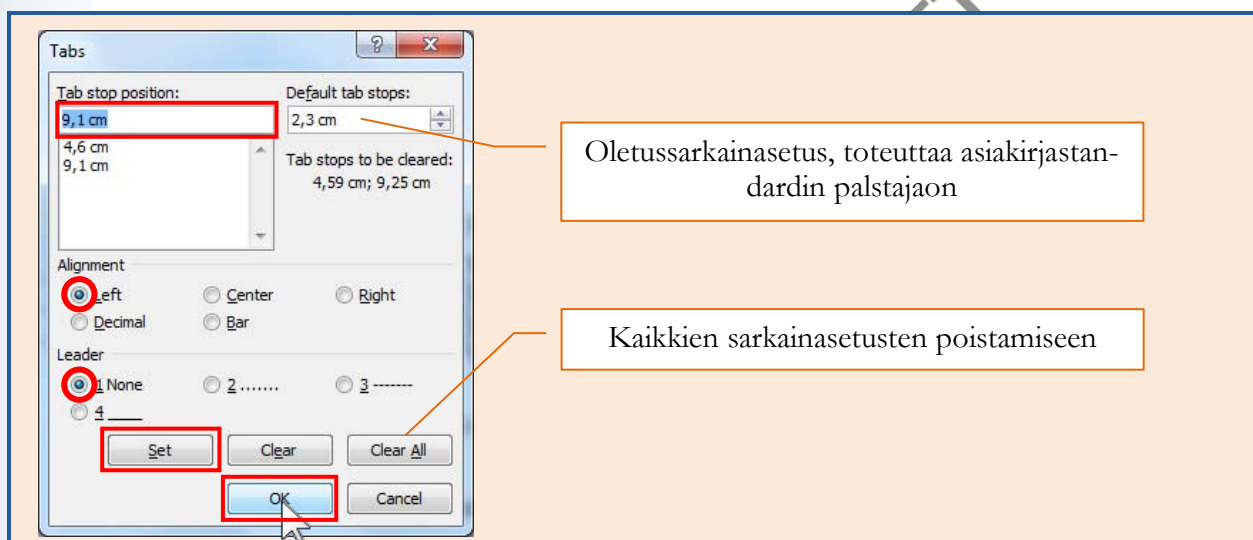 Tabs
Tab stop position:
Default tab stops:
9,1 cm
2,3 cm
4,6 cm
9,1 cm
Tab stops to be cleared:
4,59 cm; 9,25 cm
Oletussarkainasetus, toteuttaa asiakirjastan-
dardin palstajaon
Alignment
Left
Center
Right
Decimal
Bar
Kaikkien sarkainasetusten poistamiseen
Leader
1 None
2 .......
3 -------
4 ____
Set
Clear
Clear All
OK
Cancel